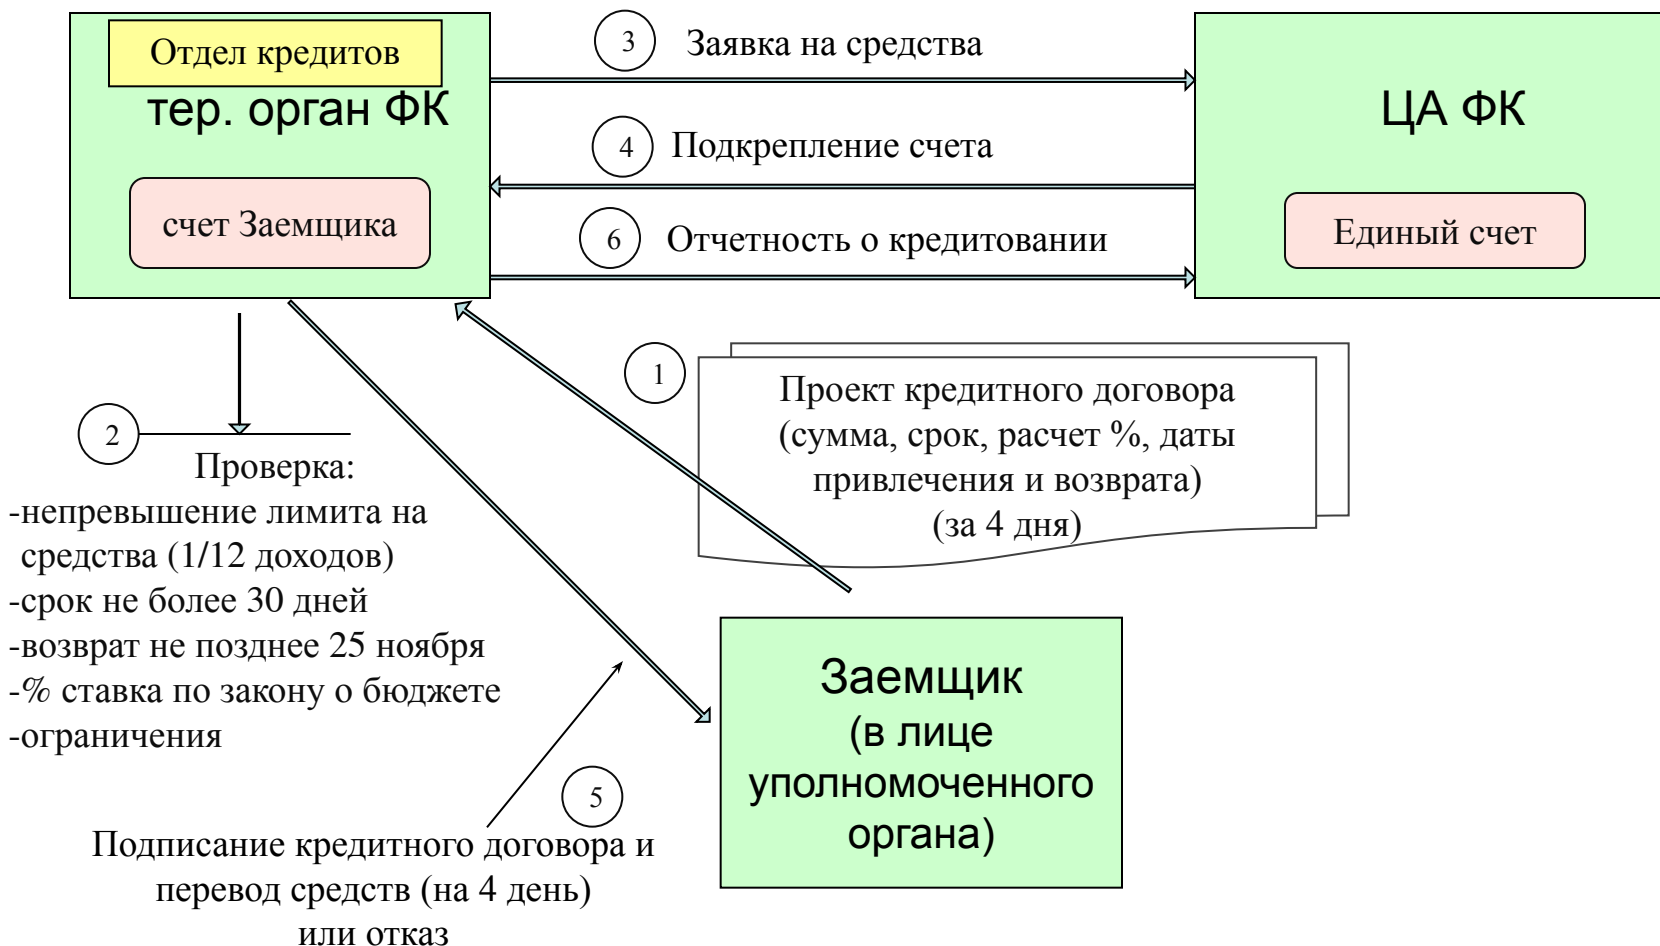 Отдел кредитов
тер. орган ФК
счет Заемщика
3
Заявка на средства
4
Подкрепление счета
6
Отчетность о кредитовании
ЦА ФК
Единый счет
1
Проект кредитного договора
(сумма, срок, расчет %, даты
привлечения и возврата)
(за 4 дня)
2
Проверка:
-непревышение лимита на
средства (1/12 доходов)
-срок не более 30 дней
-возврат не позднее 25 ноября
-% ставка по закону о бюджете
-ограничения
Заемщик
(в лице
уполномоченного
органа)
5
Подписание кредитного договора и
перевод средств (на 4 день)
или отказ